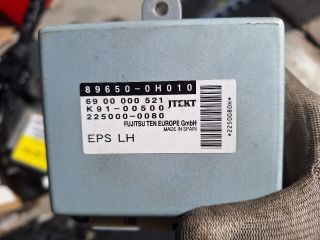 89650-0H010
69 00 000 521
JTEKT
K91-00500
225000-0080
FUJITSU TEN EUROPE GmbH
MADE IN SPAIN
EPS LH
*2250080H*